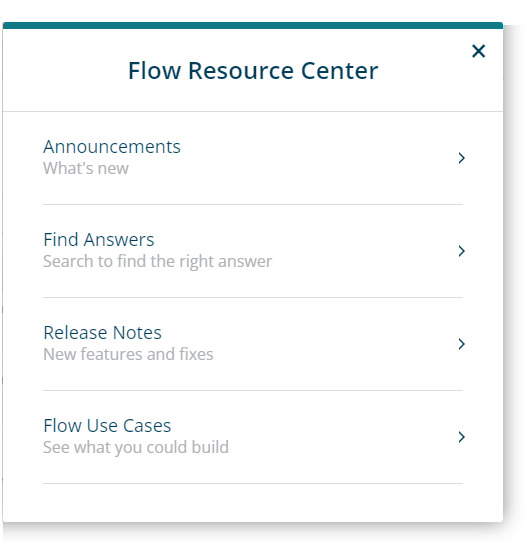 Flow Resource Center
Announcements
What's new
Find Answers
Search to find the right answer
Release Notes
New features and fixes
Flow Use Cases
See what you could build